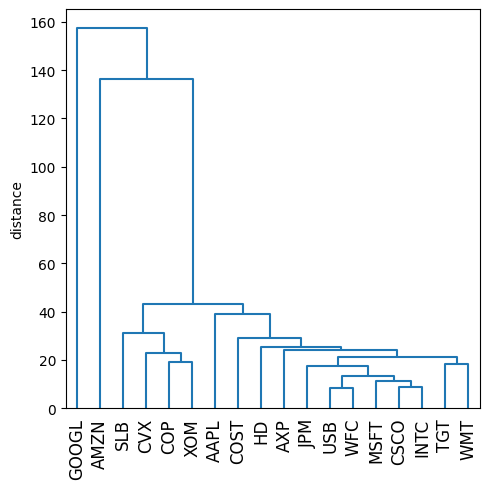 160
140
120
100
80
60
40
20
0
distance
GOOGL
AMZN
SLB
CVX
COP
XOM
AAPL
COST
HD
AXP
JPM
USB
WFC
MSFT
CSCO
INTC
TGT
WMT